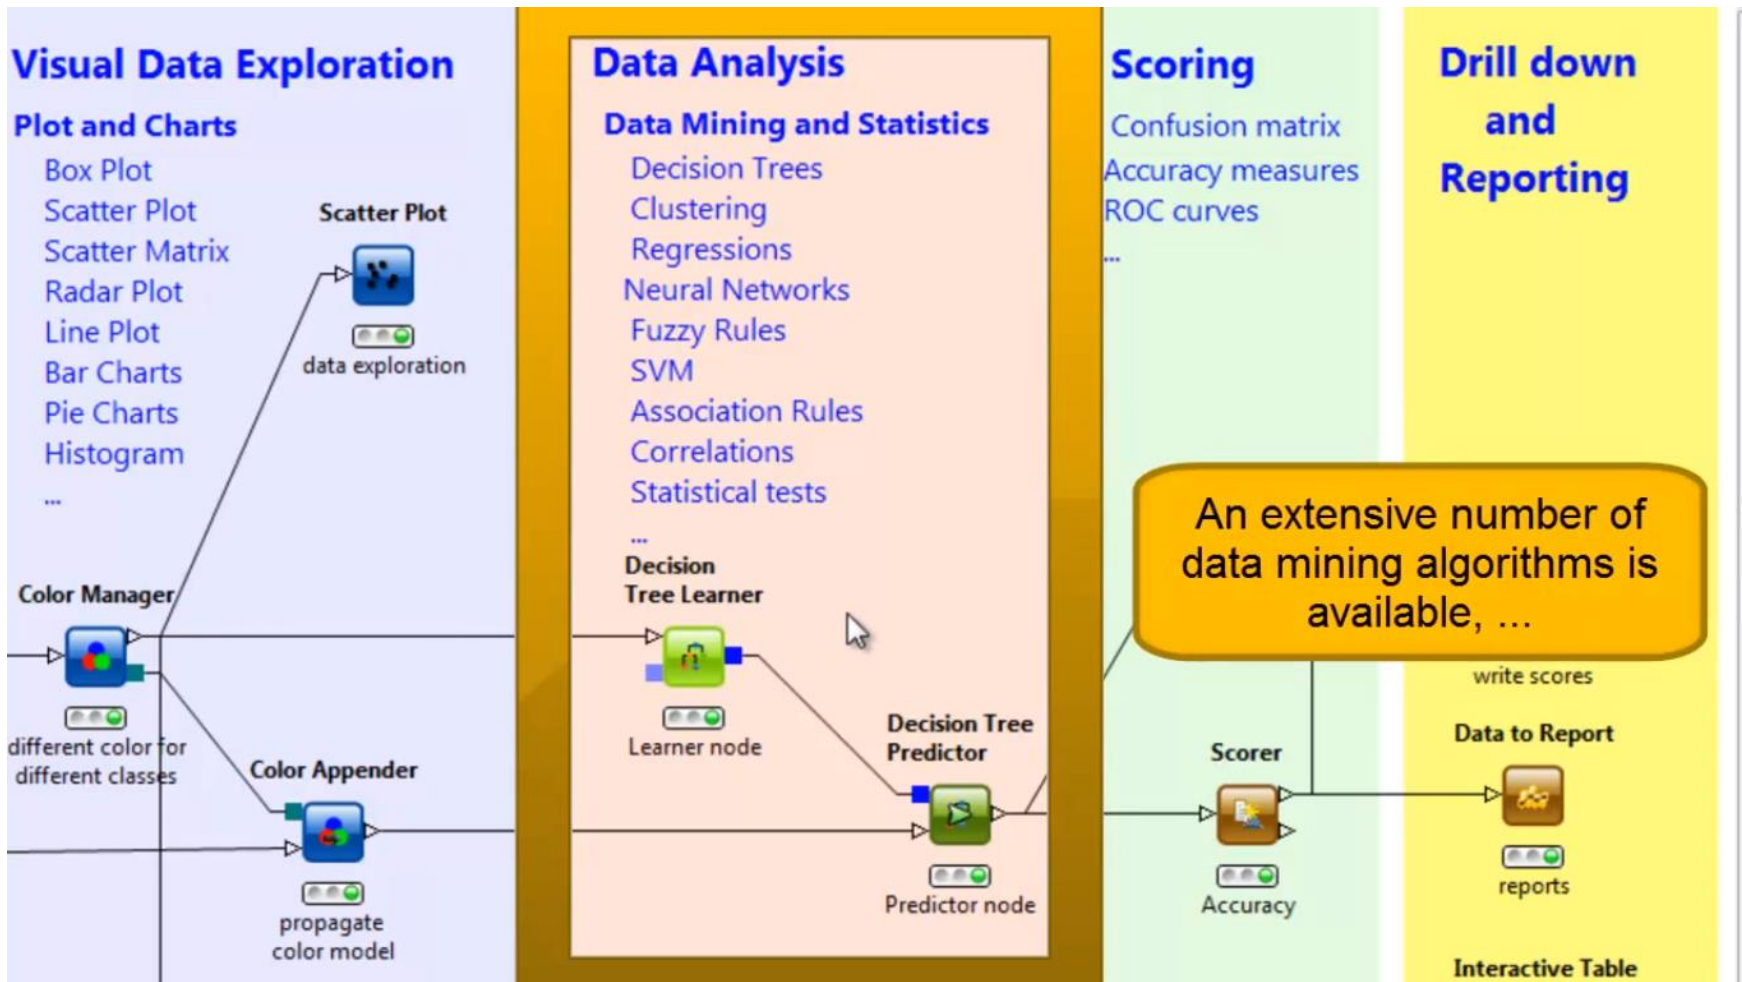 Visual Data Exploration
Plot and Charts
Box Plot
Scatter Plot
Scatter Matrix
Radar Plot
Line Plot
Bar Charts
Pie Charts
Histogram
...
Scatter Plot
data exploration
Color Manager
different color for
different classes
Color Appender
propagate
color model
Data Analysis
Data Mining and Statistics
Decision Trees
Clustering
Regressions
Neural Networks
Fuzzy Rules
SVM
Association Rules
Correlations
Statistical tests
...
Decision
Tree Learner
Learner node
Decision Tree
Predictor
Predictor node
Scoring
Confusion matrix
Accuracy measures
ROC curves
...
Scorer
Accuracy
Drill down
and
Reporting
An extensive number of
data mining algorithms is
available, ...
write scores
Data to Report
reports
Interactive Table